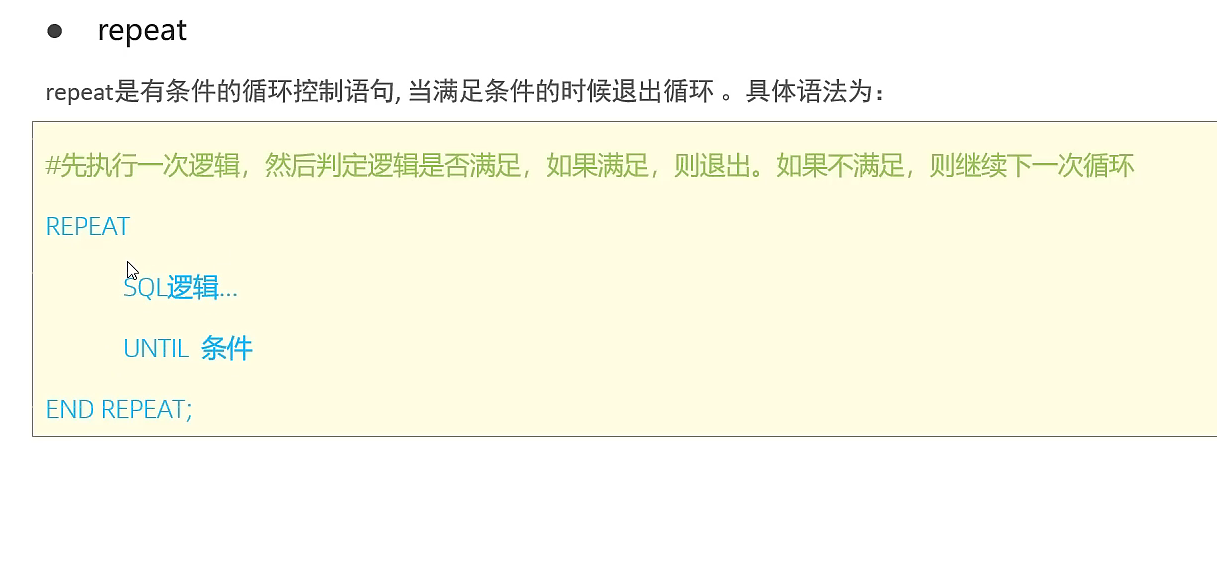 ● repeat
repeat是有条件的循环控制语句, 当满足条件的时候退出循环 。具体语法为：
#先执行一次逻辑，然后判定逻辑是否满足，如果满足，则退出。如果不满足，则继续下一次循环
REPEAT
SQL逻辑...
UNTIL 条件
END REPEAT;